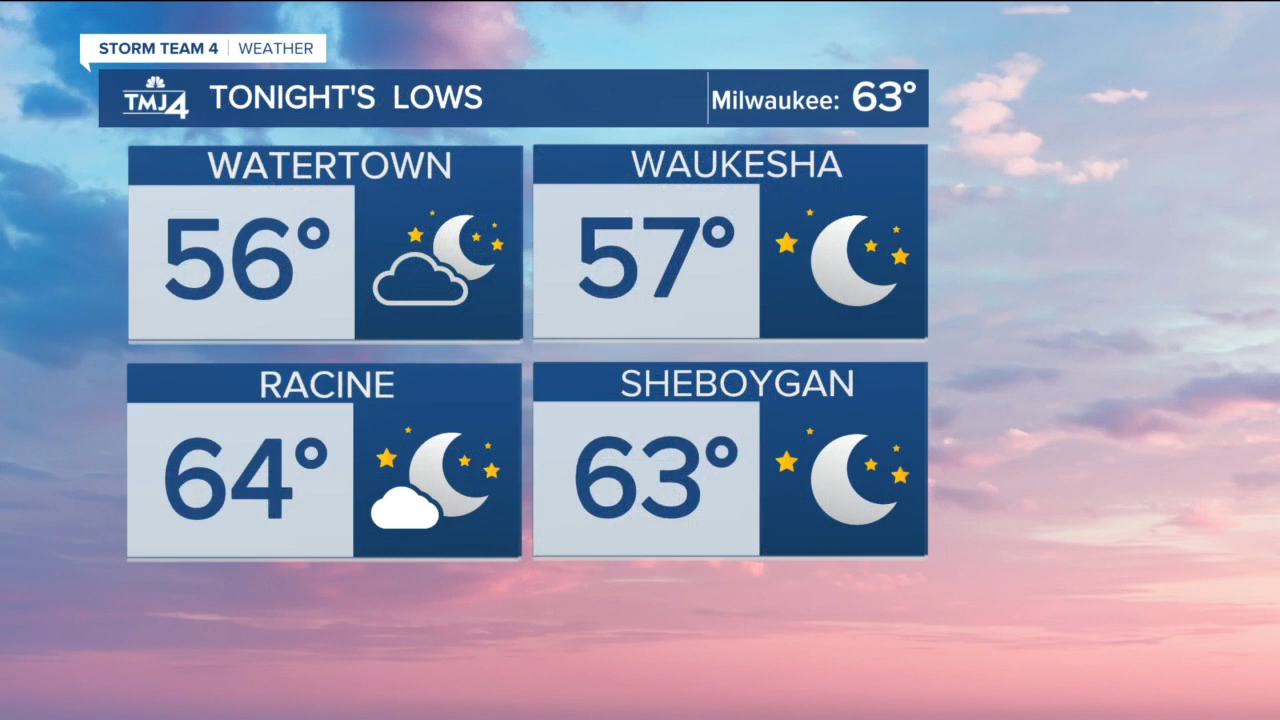 STORM TEAM 4 | WEATHER
TMJ4 TONIGHT'S LOWS Milwaukee: 63°
WATERTOWN
56°
WAUKESHA
57°
RACINE
64°
SHEBOYGAN
63°